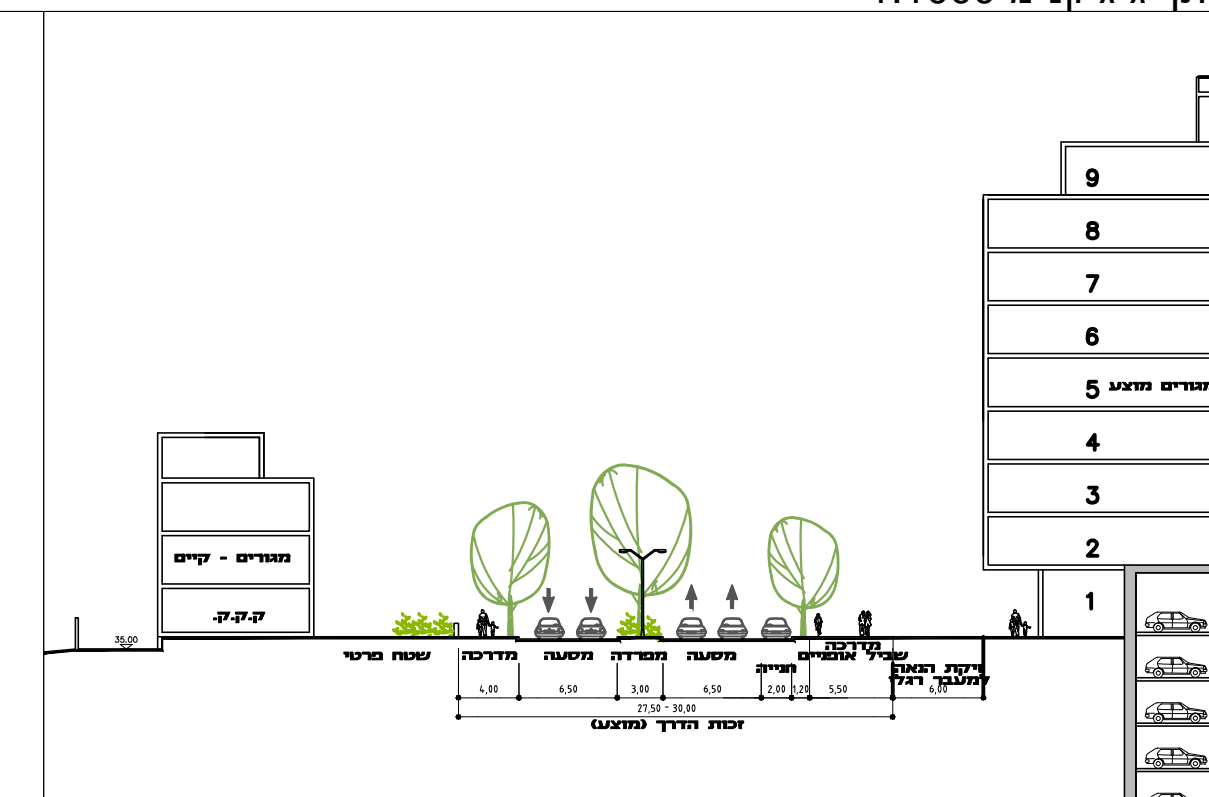 9
8
7
6
5 מגורים מוצע
4
3
2
1
מגורים - קיים
ק.ק.ק.
35.00
מדרכה
שטח פרטי מדרכה מסעה מפרדה מסעה שביל אופניים
חנייה זיקת הנאה
למעבר רגלי
4,00 6,50 3,00 6,50 2,00 1,20 5,50 6,00
27,50 - 30,00
זכות הדרך (מוצע)